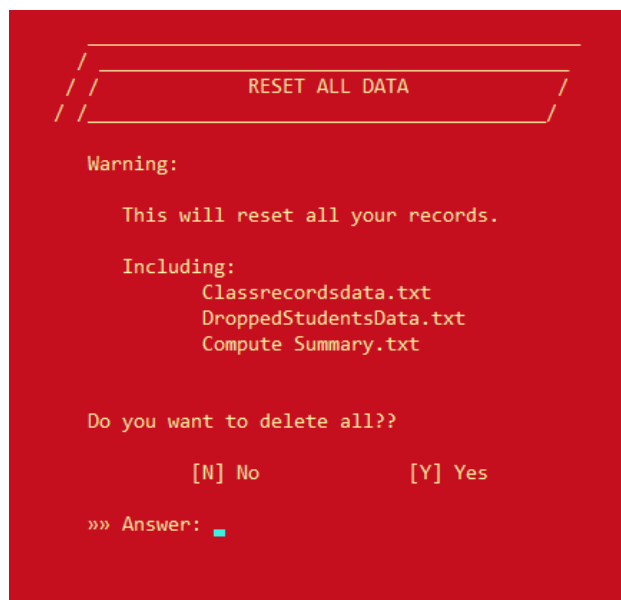 RESET ALL DATA
Warning:
This will reset all your records.
Including:
Classrecordsdata.txt
DroppedStudentsData.txt
Compute Summary.txt
Do you want to delete all??
[N] No [Y] Yes
»» Answer: